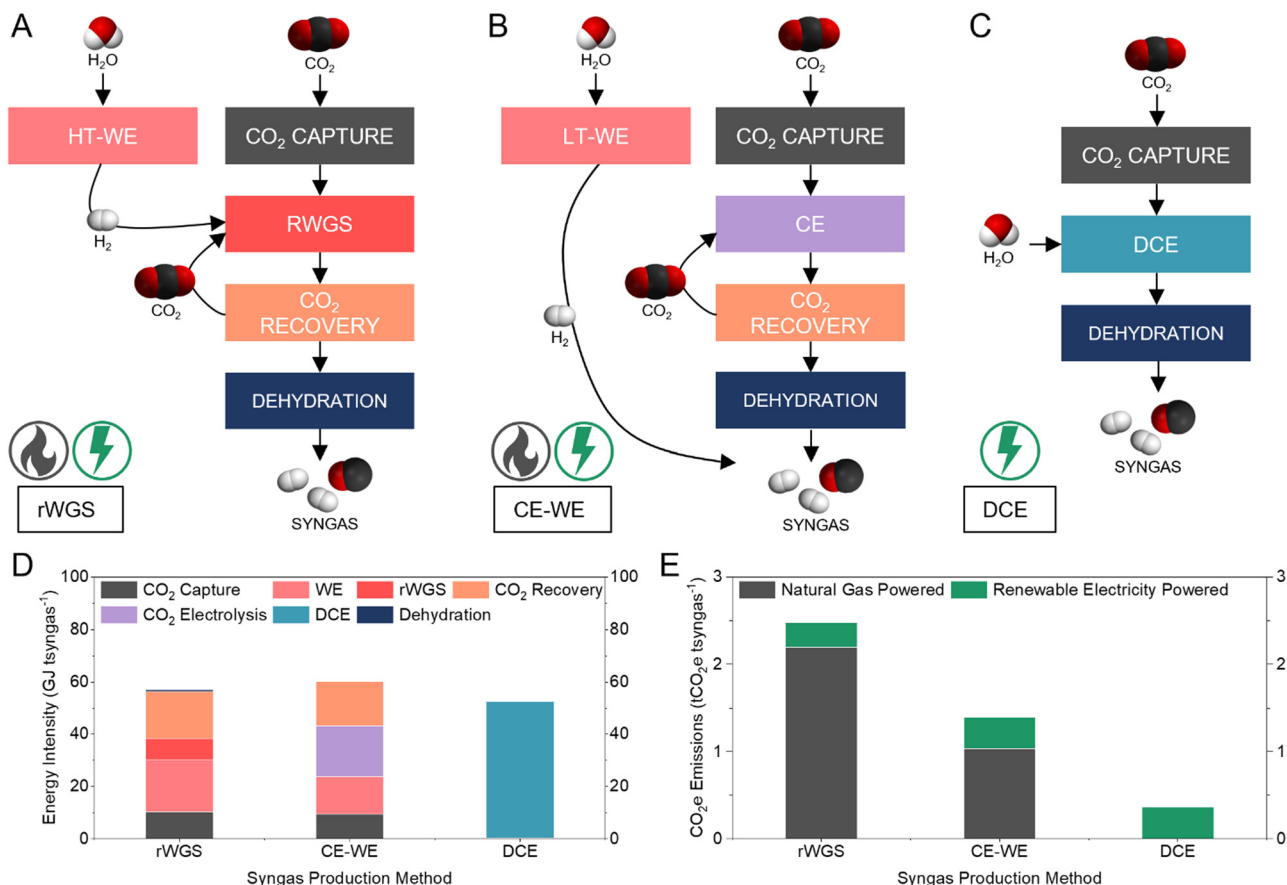 A
H₂O
CO₂
HT-WE
CO₂ CAPTURE
RWGS
H₂
CO₂
CO₂
RECOVERY
DEHYDRATION
rWGS
SYNGAS
B
H₂O
CO₂
LT-WE
CO₂ CAPTURE
CE
CO₂
H₂
CO₂
RECOVERY
DEHYDRATION
CE-WE
SYNGAS
C
CO₂
CO₂ CAPTURE
H₂O
DCE
DEHYDRATION
SYNGAS
DCE
D
Energy Intensity (GJ tsyngas⁻¹)
100
80
60
40
20
0
CO₂ Capture WE rWGS CO₂ Recovery
CO₂ Electrolysis DCE Dehydration
100
80
60
40
20
0
rWGS CE-WE DCE
Syngas Production Method
E
CO₂e Emissions (tCO₂e tsyngas⁻¹)
3
2
1
0
Natural Gas Powered Renewable Electricity Powered
3
2
1
0
rWGS CE-WE DCE
Syngas Production Method